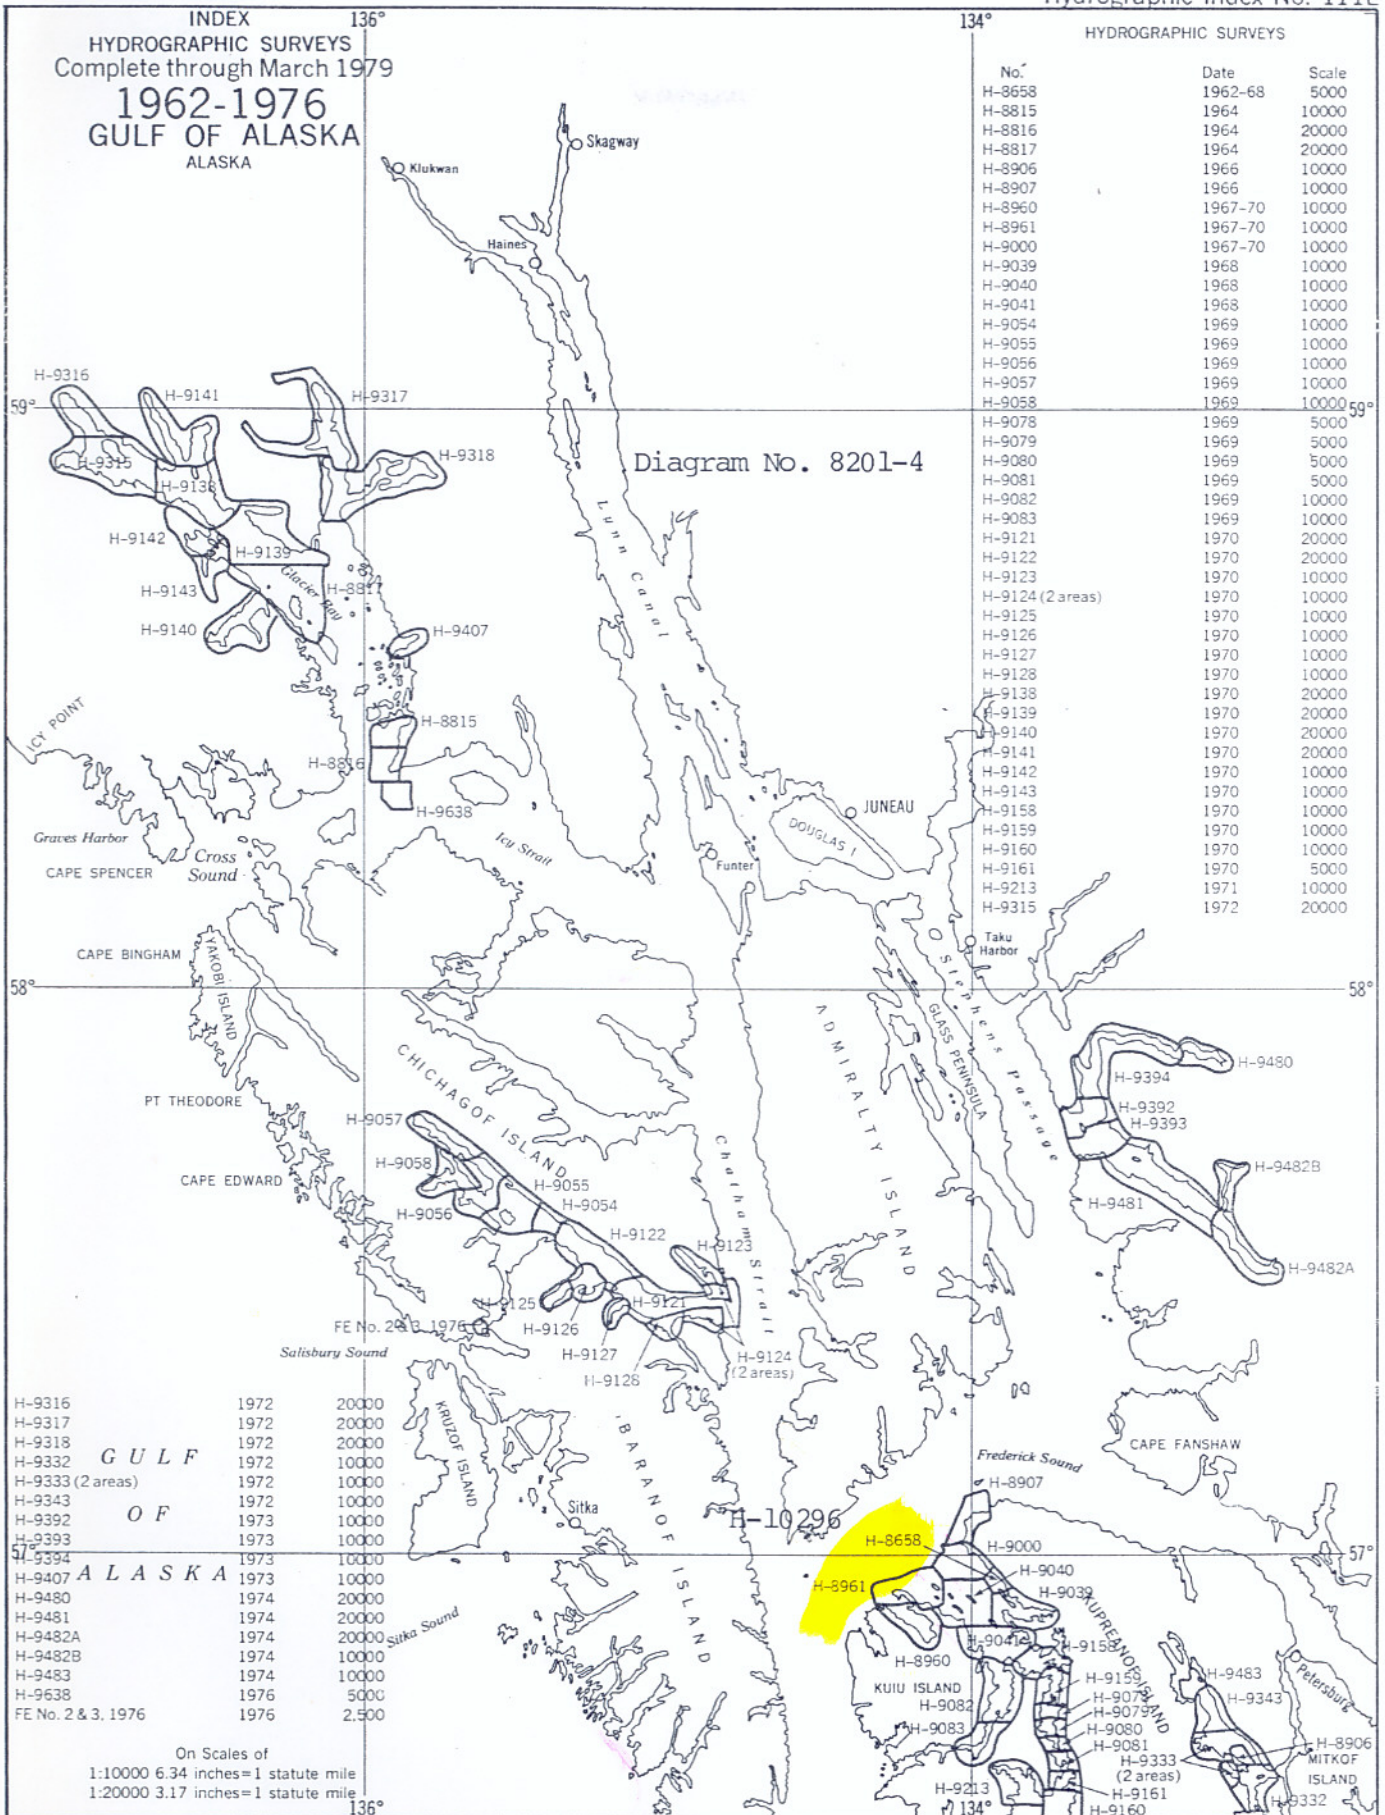 Hydrographic Index No. 111E
INDEX
HYDROGRAPHIC SURVEYS
Complete through March 1979
1962-1976
GULF OF ALASKA
ALASKA
136°
134°
HYDROGRAPHIC SURVEYS
No. Date Scale
H-8658 1962-68 5000
H-8815 1964 10000
H-8816 1964 20000
H-8817 1964 20000
H-8906 1966 10000
H-8907 1966 10000
H-8960 1967-70 10000
H-8961 1967-70 10000
H-9000 1967-70 10000
H-9039 1968 10000
H-9040 1968 10000
H-9041 1968 10000
H-9054 1969 10000
H-9055 1969 10000
H-9056 1969 10000
H-9057 1969 10000
H-9058 1969 10000
H-9078 1969 5000
H-9079 1969 5000
H-9080 1969 5000
H-9081 1969 5000
H-9082 1969 10000
H-9083 1969 10000
H-9121 1970 20000
H-9122 1970 20000
H-9123 1970 10000
H-9124 (2 areas) 1970 10000
H-9125 1970 10000
H-9126 1970 10000
H-9127 1970 10000
H-9128 1970 10000
H-9138 1970 20000
H-9139 1970 20000
H-9140 1970 20000
H-9141 1970 20000
H-9142 1970 10000
H-9143 1970 10000
H-9158 1970 10000
H-9159 1970 10000
H-9160 1970 10000
H-9161 1970 5000
H-9213 1971 10000
H-9315 1972 20000
Skagway
Klukwan
Haines
H-9316
H-9141
H-9317
59°
59°
H-9315
H-9318
Diagram No. 8201-4
H-9138
H-9142
H-9139
Lunn Canal
Glacier Bay
H-9143
H-8817
H-9140
H-9407
ICY POINT
H-8815
H-8816
H-9638
JUNEAU
DOUGLAS I
Graves Harbor
Cross
Sound
Icy Strait
Funter
CAPE SPENCER
Taku
Harbor
CAPE BINGHAM
YAKOBI ISLAND
58°
58°
Stephens Passage
GLASS PENINSULA
ADMIRALTY ISLAND
CHICHAGOF ISLAND
H-9480
H-9394
PT THEODORE
H-9392
H-9393
H-9057
Chatham Strait
H-9058
H-9482B
CAPE EDWARD
H-9055
H-9054
H-9056
H-9481
H-9122
H-9123
H-9482A
H-9125
H-9121
FE No. 2 & 3, 1976
H-9126
Salisbury Sound
H-9127
H-9124
(2 areas)
H-9128
KRUZOF ISLAND
BARANOF ISLAND
CAPE FANSHAW
Frederick Sound
H-8907
Sitka
H-10296
H-8658
H-9000
57°
57°
H-9040
H-8961
H-9039
KUPREANOF ISLAND
Sitka Sound
H-9041
H-9158
H-8960
KUIU ISLAND
H-9159
H-9483
Petersburg
H-9082
H-9078
H-9343
H-9079
H-9083
H-9080
H-9081
H-8906
H-9333
(2 areas)
MITKOF
ISLAND
H-9213
H-9161
H-9332
H-9160
H-9316 1972 20000
H-9317 1972 20000
H-9318 1972 20000
H-9332 1972 10000
H-9333 (2 areas) 1972 10000
H-9343 1972 10000
H-9392 1973 10000
H-9393 1973 10000
H-9394 1973 10000
H-9407 1973 10000
H-9480 1974 20000
H-9481 1974 20000
H-9482A 1974 20000
H-9482B 1974 10000
H-9483 1974 10000
H-9638 1976 5000
FE No. 2 & 3, 1976 1976 2,500
GULF
OF
ALASKA
On Scales of
1:10000 6.34 inches=1 statute mile
1:20000 3.17 inches=1 statute mile
136°
134°